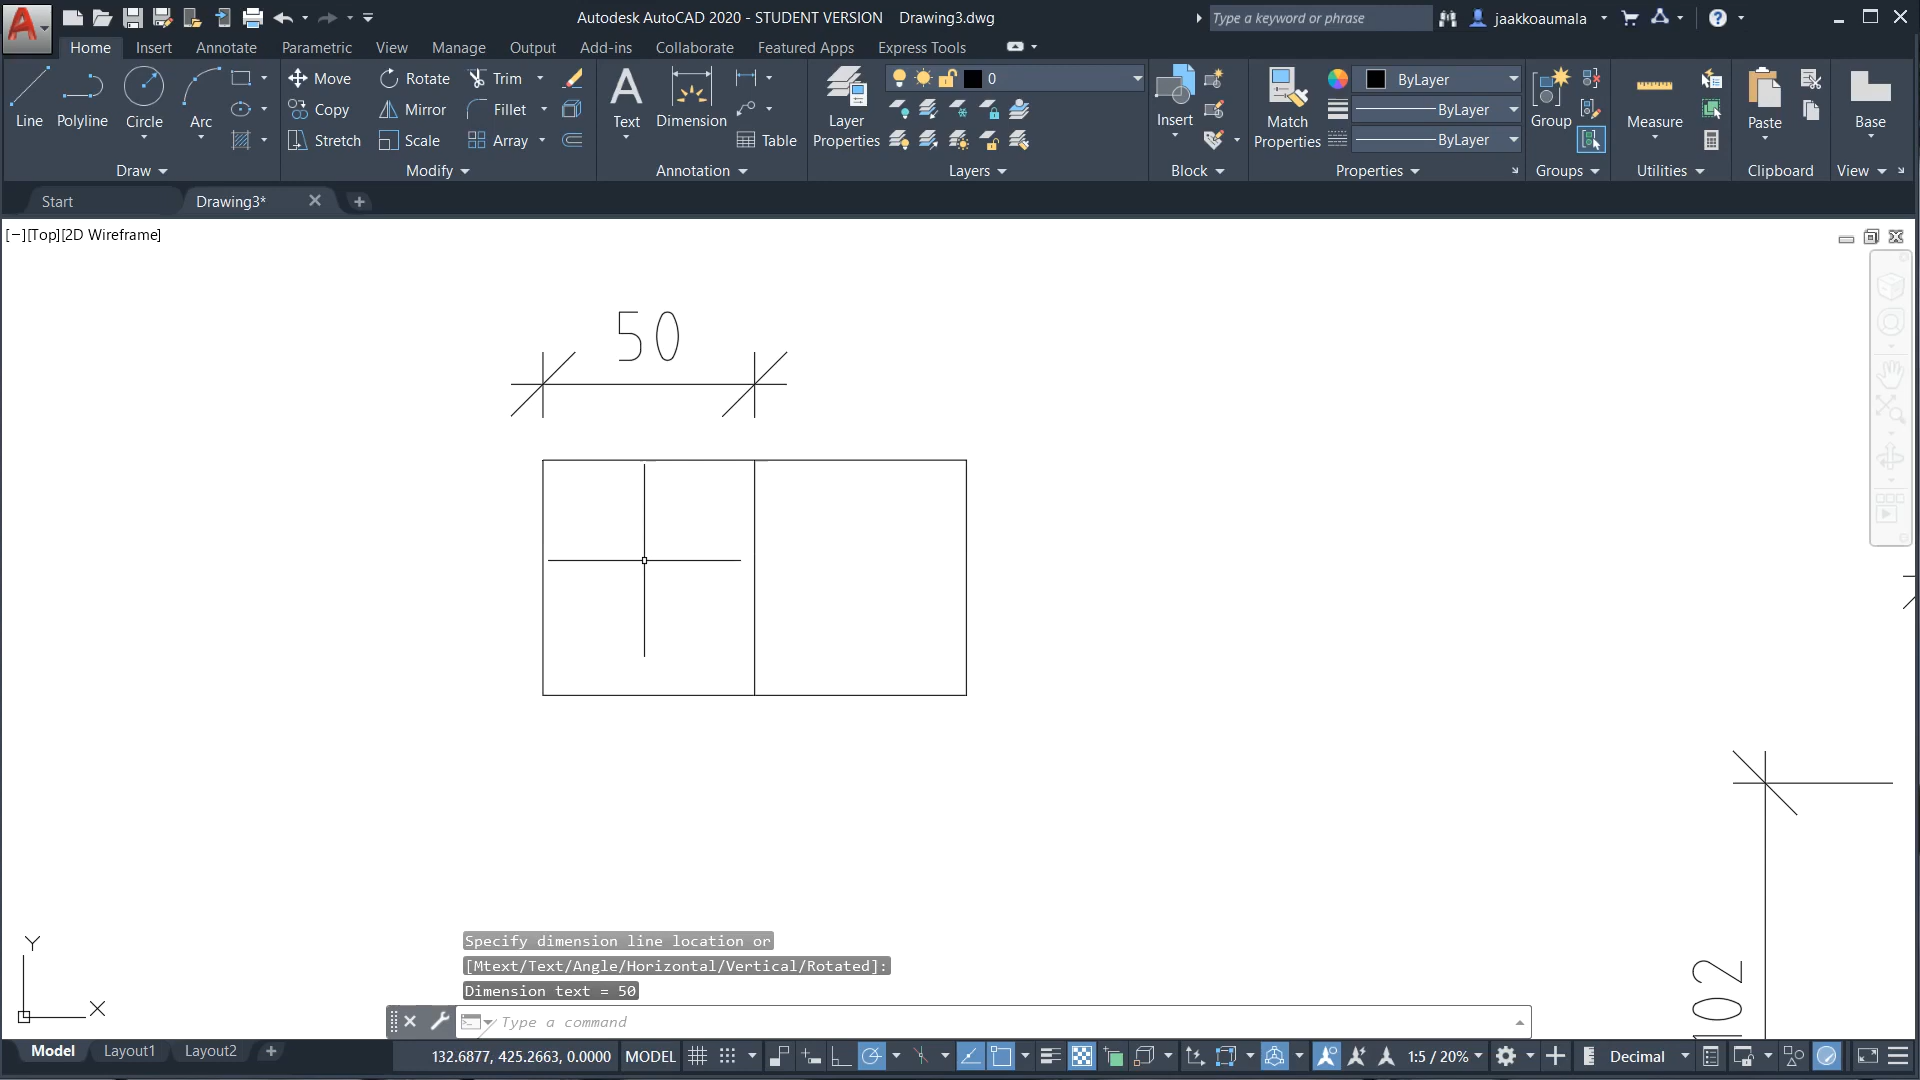 Autodesk AutoCAD 2020 - STUDENT VERSION Drawing3.dwg
Type a keyword or phrase
jaakkoaumala
Home Insert Annotate Parametric View Manage Output Add-ins Collaborate Featured Apps Express Tools
Line Polyline Circle Arc
Draw
Move Rotate Trim
Copy Mirror Fillet
Stretch Scale Array
Modify
Text Dimension Table
Annotation
Layer Properties
0
Layers
Insert
Block
Match Properties
ByLayer
ByLayer
ByLayer
Properties
Group
Groups
Measure
Utilities
Paste
Clipboard
Base
View
Start Drawing3*
[−][Top][2D Wireframe]
50
102
Y
X
Specify dimension line location or
[Mtext/Text/Angle/Horizontal/Vertical/Rotated]:
Dimension text = 50
Type a command
Model Layout1 Layout2
132.6877, 425.2663, 0.0000 MODEL 1:5 / 20% Decimal